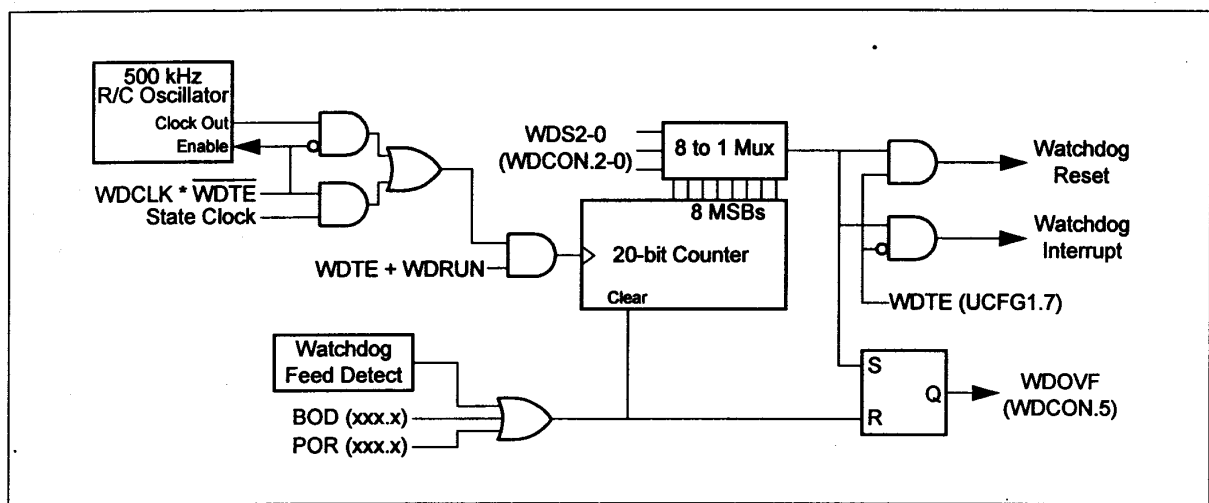 500 kHz
R/C Oscillator
Clock Out
Enable
WDCLK * WDTE
State Clock
WDS2-0
(WDCON.2-0)
8 to 1 Mux
8 MSBs
20-bit Counter
Clear
WDTE + WDRUN
Watchdog
Reset
Watchdog
Interrupt
WDTE (UCFG1.7)
Watchdog
Feed Detect
BOD (xxx.x)
POR (xxx.x)
S
Q
R
WDOVF
(WDCON.5)